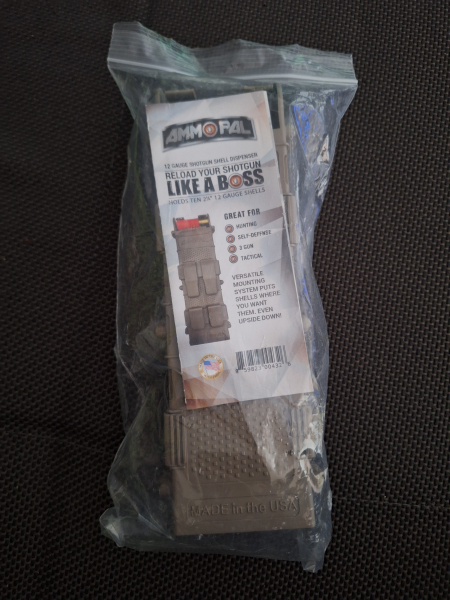 AMMOPAL
12 GAUGE SHOTGUN SHELL DISPENSER
RELOAD YOUR SHOTGUN
LIKE A BOSS
HOLDS TEN 2¾" 12 GAUGE SHELLS
GREAT FOR
HUNTING
SELF-DEFENSE
3 GUN
TACTICAL
VERSATILE
MOUNTING
SYSTEM PUTS
SHELLS WHERE
YOU WANT
THEM, EVEN
UPSIDE DOWN!
MADE in the USA